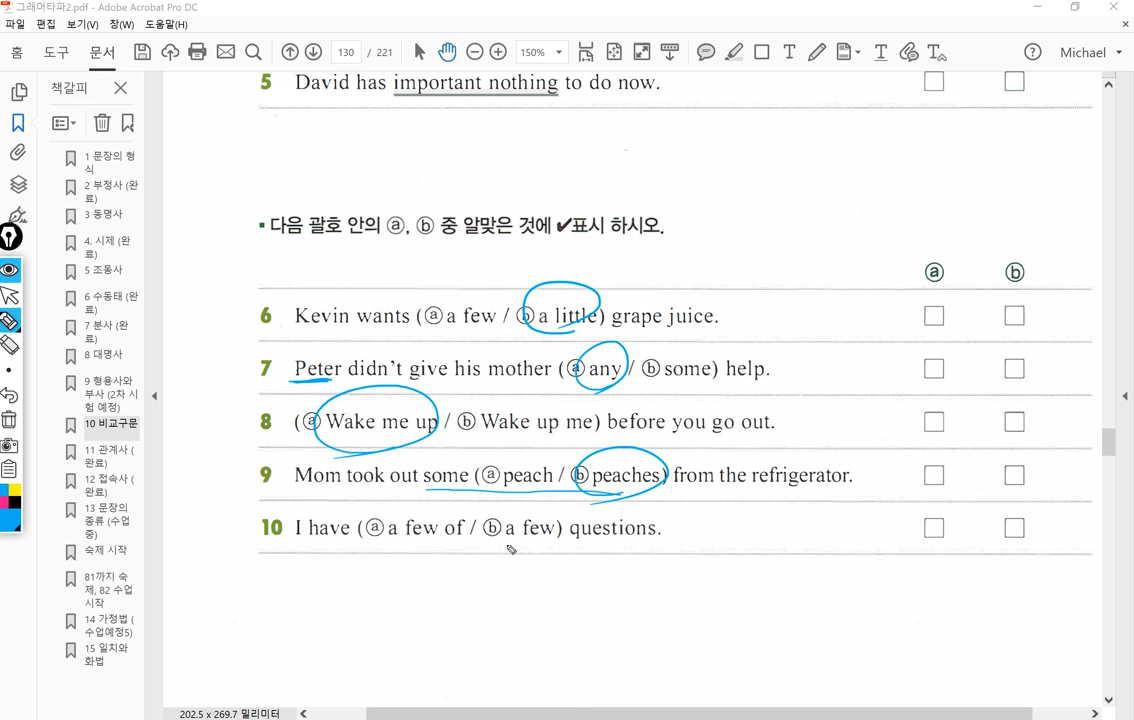 그래머타파2.pdf - Adobe Acrobat Pro DC
파일 편집 보기(V) 창(W) 도움말(H)
홈 도구 문서 130 / 221 150% Michael
책갈피
1 문장의 형
식
2 부정사 (완
료)
3 동명사
4. 시제 (완
료)
5 조동사
6 수동태 (완
료)
7 분사 (완
료)
8 대명사
9 형용사와
부사 (2차 시
험 예정)
10 비교구문
11 관계사 (
완료)
12 접속사 (
완료)
13 문장의
종류 (수업
중)
숙제 시작
81까지 숙
제, 82 수업
시작
14 가정법 (
수업예정5)
15 일치와
화법
5 David has important nothing to do now.
▪ 다음 괄호 안의 ⓐ, ⓑ 중 알맞은 것에 ✔표시 하시오.
ⓐ ⓑ
6 Kevin wants (ⓐ a few / ⓑ a little) grape juice.
7 Peter didn't give his mother (ⓐ any / ⓑ some) help.
8 (ⓐ Wake me up / ⓑ Wake up me) before you go out.
9 Mom took out some (ⓐ peach / ⓑ peaches) from the refrigerator.
10 I have (ⓐ a few of / ⓑ a few) questions.
202.5 x 269.7 밀리미터